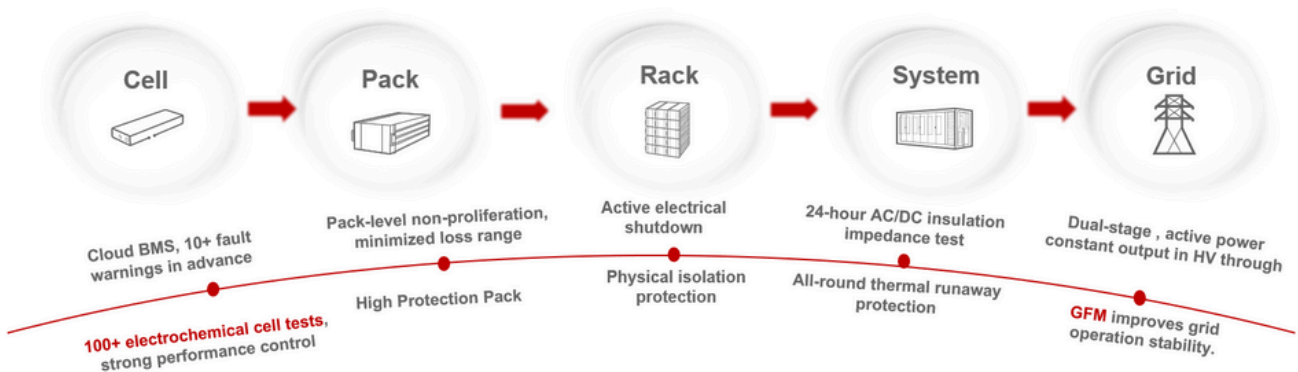 Cell
Pack
Rack
System
Grid
Cloud BMS, 10+ fault
warnings in advance
100+ electrochemical cell tests,
strong performance control
Pack-level non-proliferation,
minimized loss range
High Protection Pack
Active electrical
shutdown
Physical isolation
protection
24-hour AC/DC insulation
impedance test
All-round thermal runaway
protection
Dual-stage , active power
constant output in HV through
GFM improves grid
operation stability.